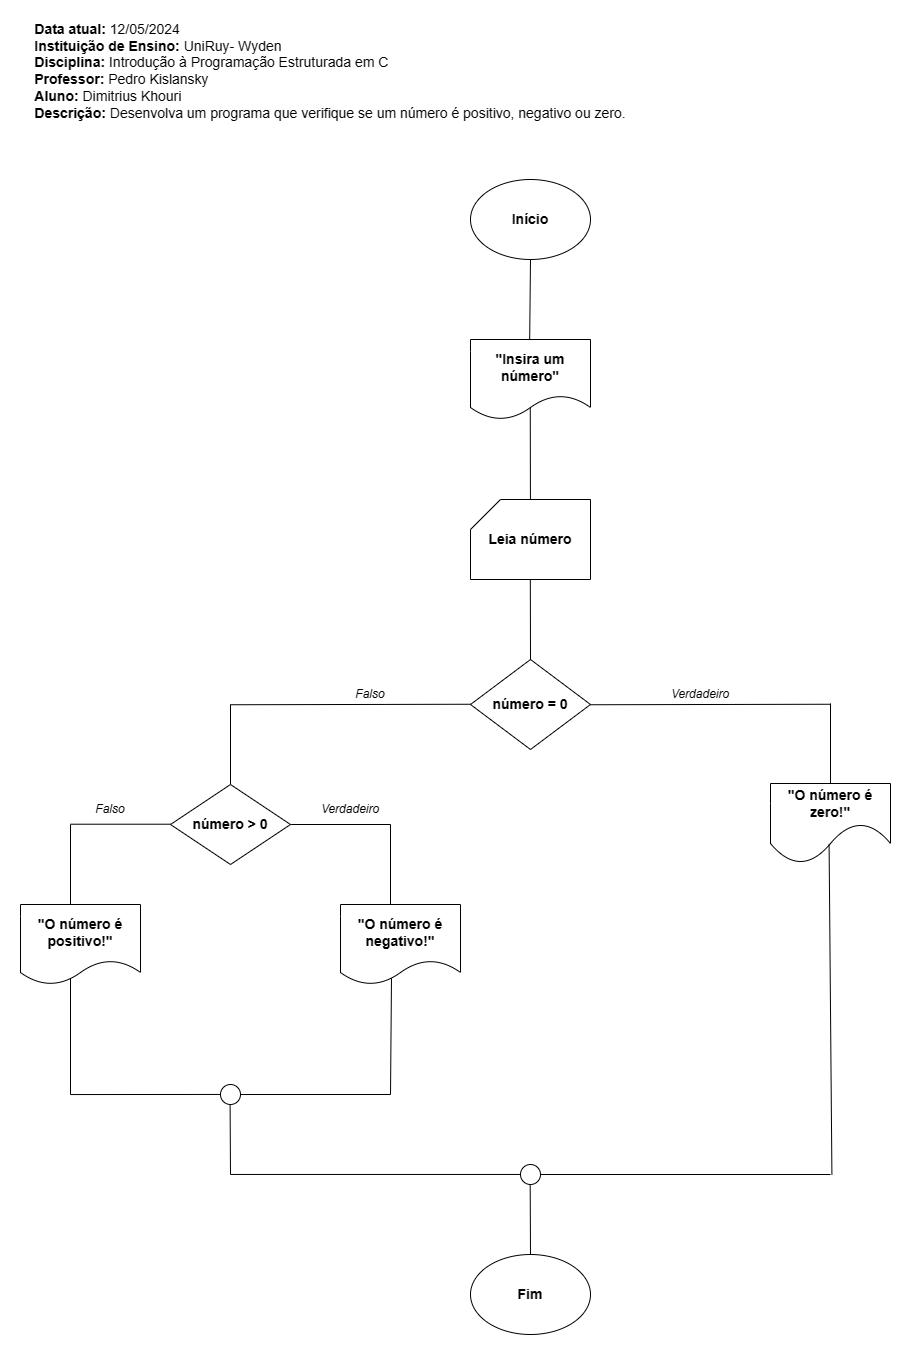 Data atual: 12/05/2024
Instituição de Ensino: UniRuy- Wyden
Disciplina: Introdução à Programação Estruturada em C
Professor: Pedro Kislansky
Aluno: Dimitrius Khouri
Descrição: Desenvolva um programa que verifique se um número é positivo, negativo ou zero.
Início
"Insira um
número"
Leia número
número = 0
Falso
Verdadeiro
número > 0
Falso
Verdadeiro
"O número é
zero!"
"O número é
positivo!"
"O número é
negativo!"
Fim